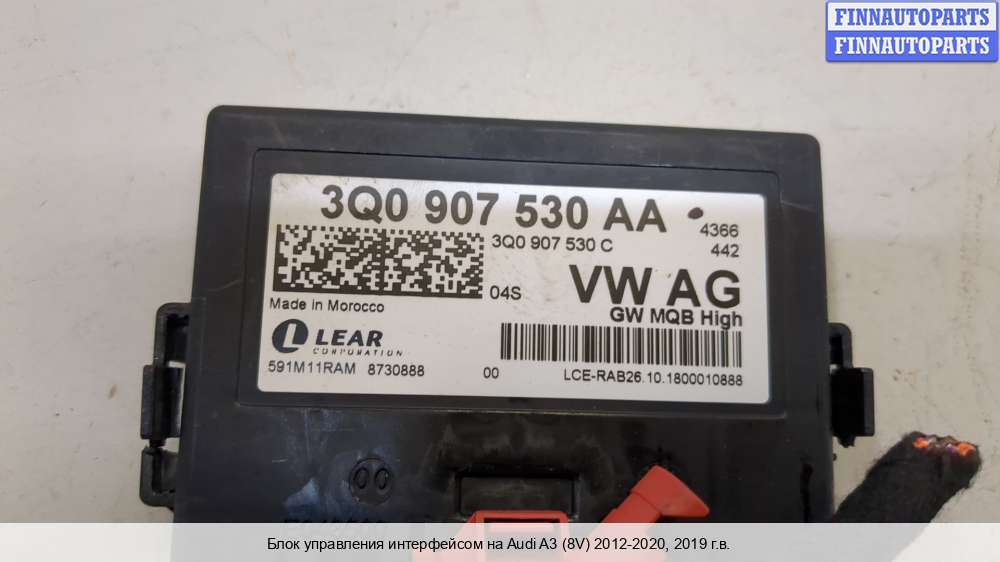 FINNAUTOPARTS
FINNAUTOPARTS
3Q0 907 530 AA
4366
442
3Q0 907 530 C
04S
VW AG
GW MQB High
Made in Morocco
LEAR
CORPORATION
591M11RAM 8730888
00
LCE-RAB26.10.1800010888
00
Блок управления интерфейсом на Audi A3 (8V) 2012-2020, 2019 г.в.